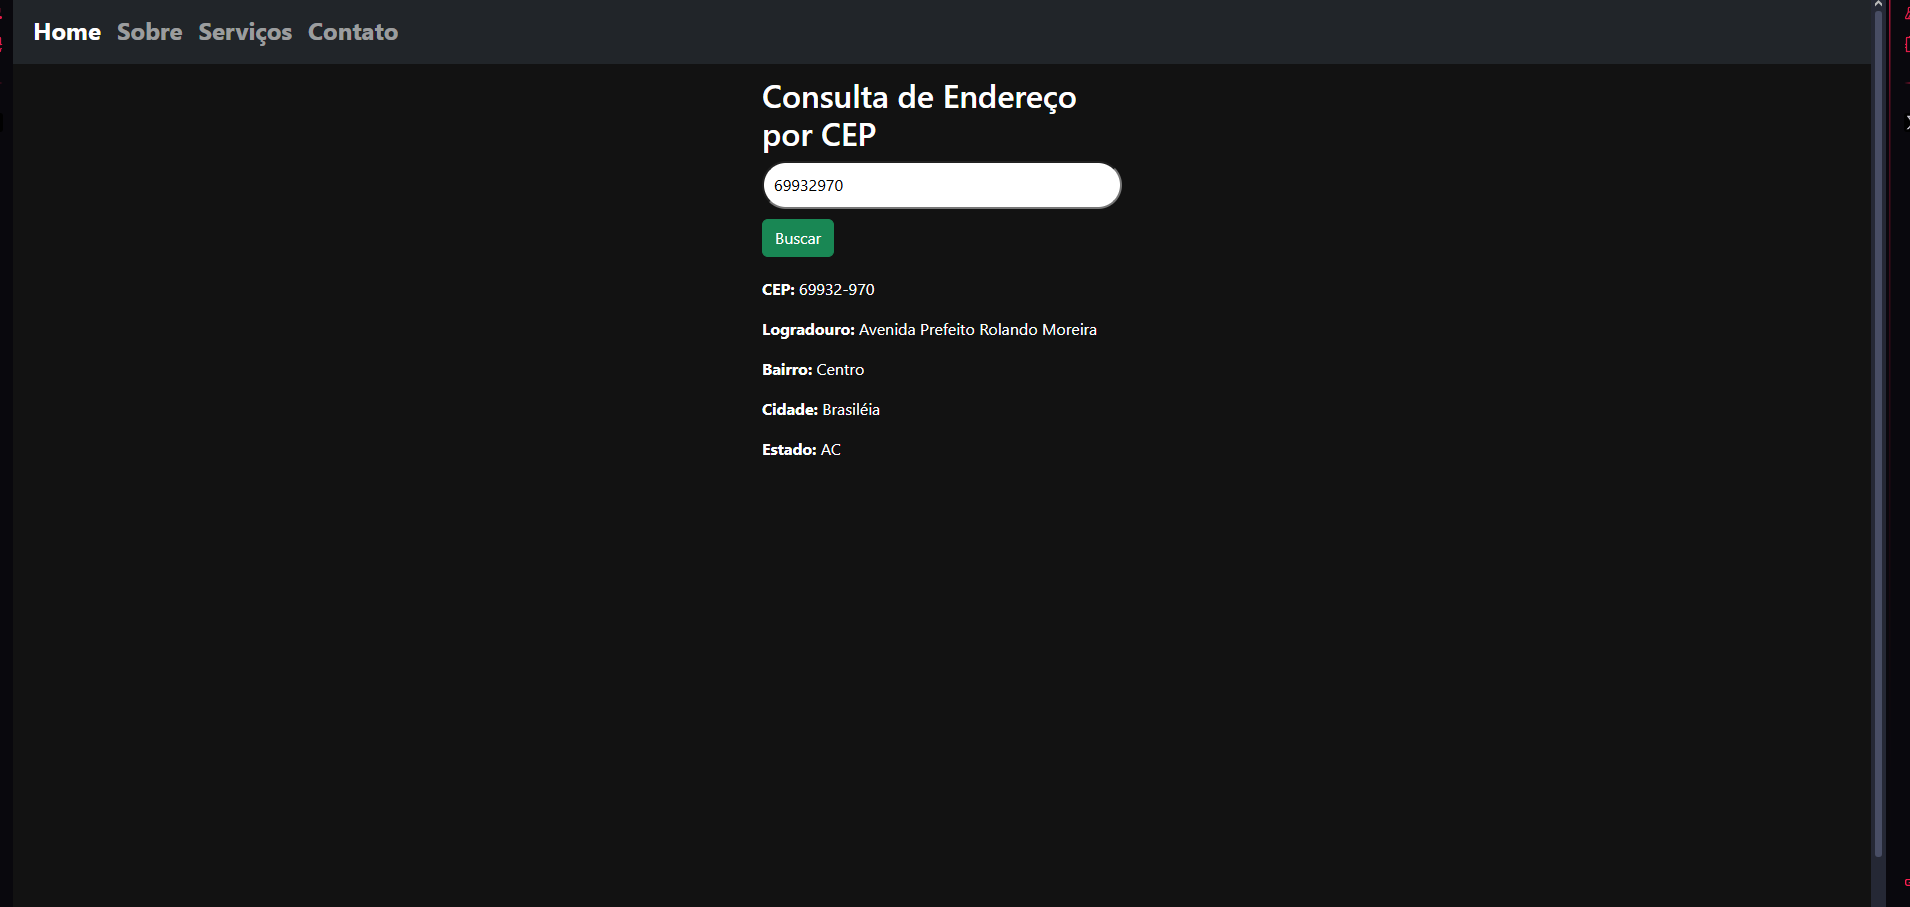 Home Sobre Serviços Contato
Consulta de Endereço
por CEP
69932970
Buscar
CEP: 69932-970
Logradouro: Avenida Prefeito Rolando Moreira
Bairro: Centro
Cidade: Brasiléia
Estado: AC